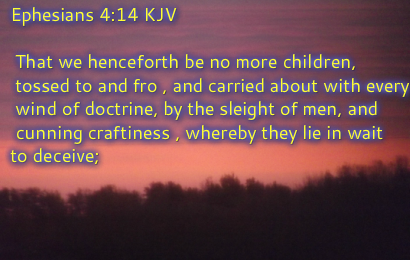 Ephesians 4:14 KJV
That we henceforth be no more children,
tossed to and fro , and carried about with every
wind of doctrine, by the sleight of men, and
cunning craftiness , whereby they lie in wait
to deceive;